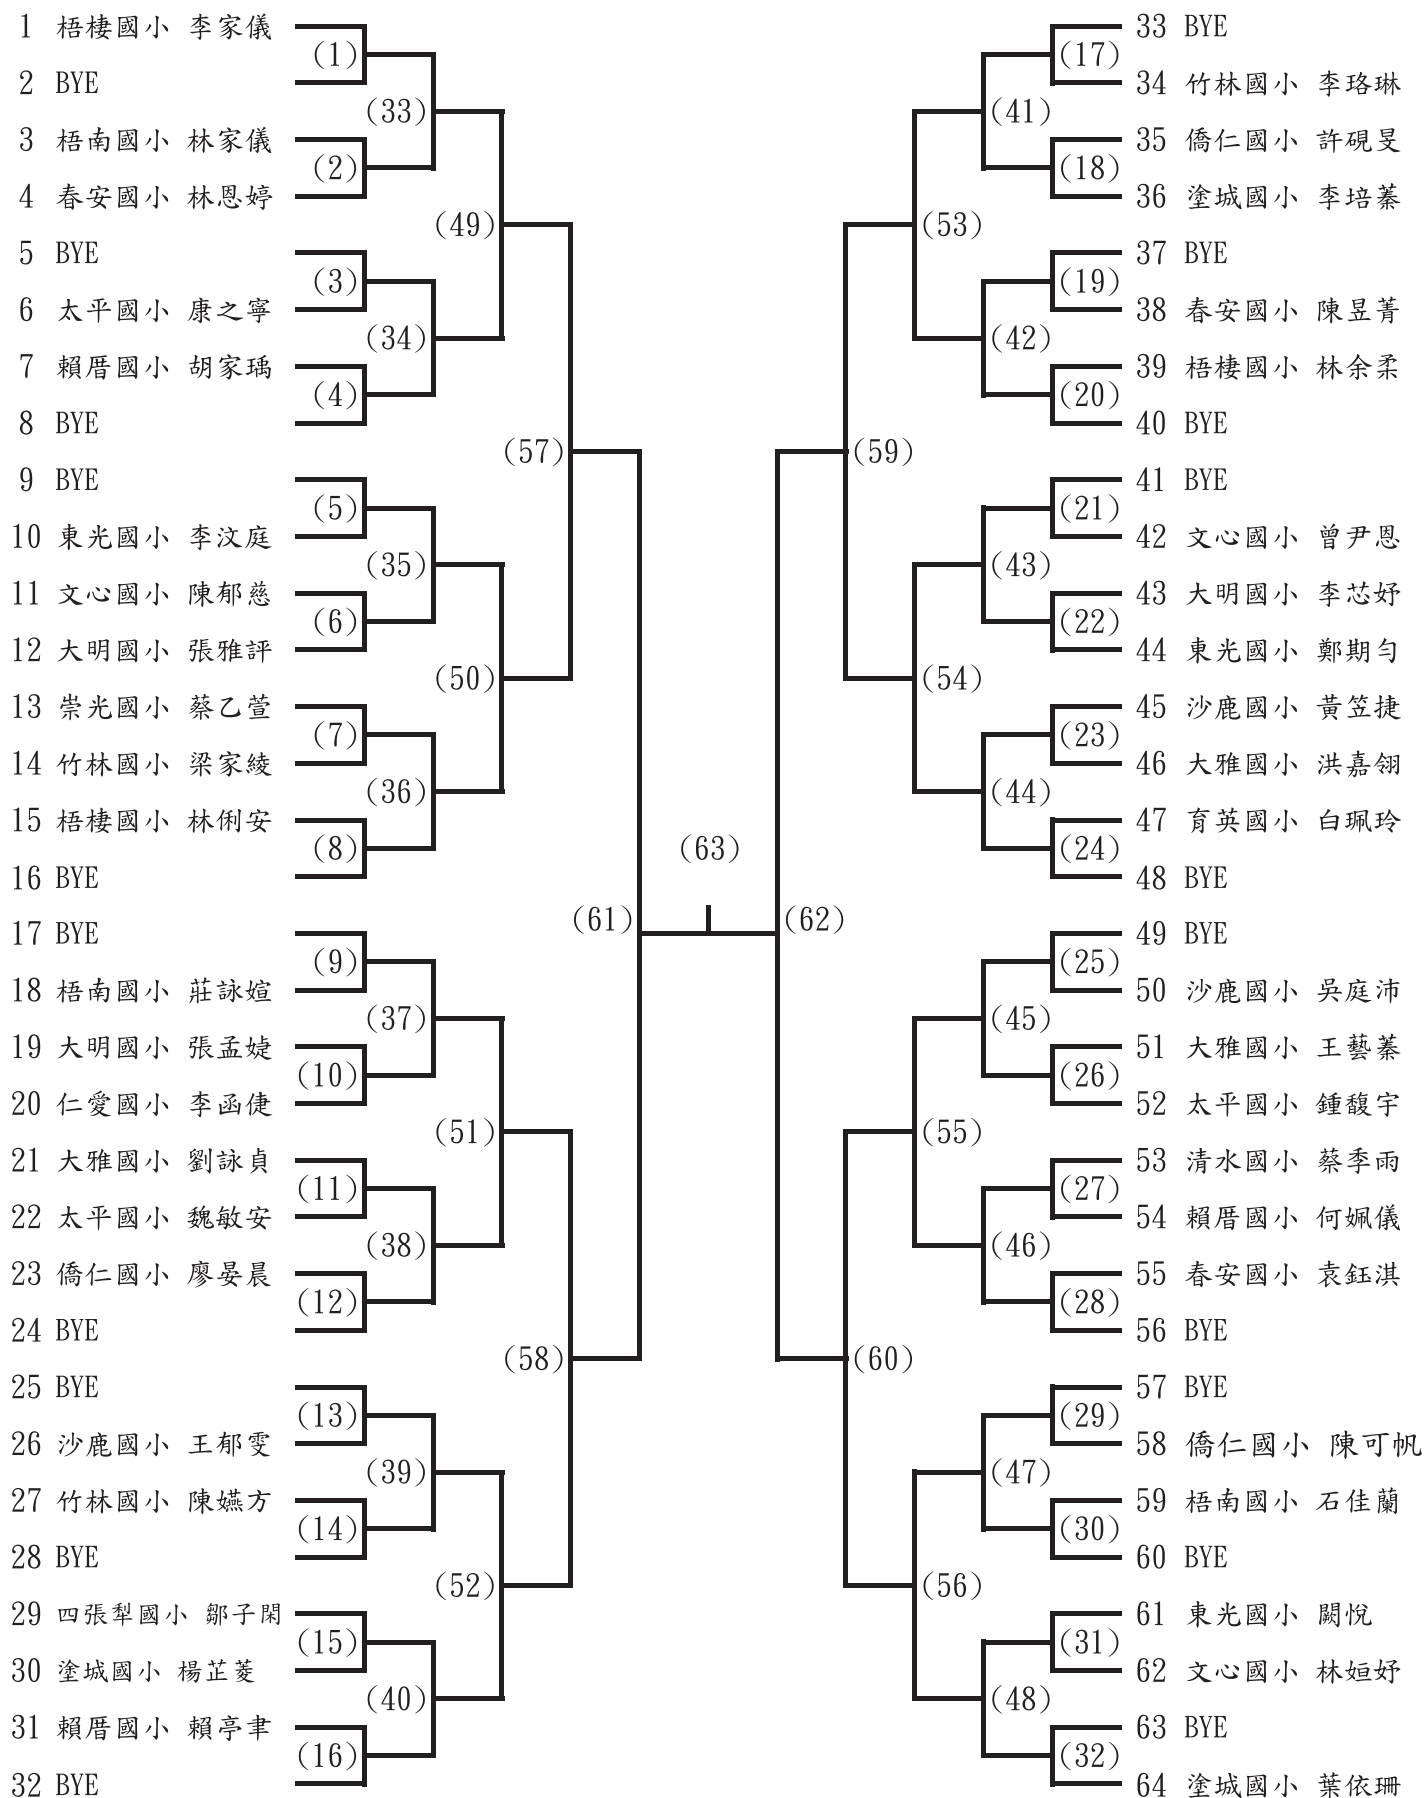 1 梧棲國小 李家儀
2 BYE
3 梧南國小 林家儀
4 春安國小 林恩婷
5 BYE
6 太平國小 康之寧
7 賴厝國小 胡家瑀
8 BYE
9 BYE
10 東光國小 李汶庭
11 文心國小 陳郁慈
12 大明國小 張雅評
13 崇光國小 蔡乙萱
14 竹林國小 梁家綾
15 梧棲國小 林俐安
16 BYE
17 BYE
18 梧南國小 莊詠媗
19 大明國小 張孟婕
20 仁愛國小 李函倢
21 大雅國小 劉詠貞
22 太平國小 魏敏安
23 僑仁國小 廖晏晨
24 BYE
25 BYE
26 沙鹿國小 王郁雯
27 竹林國小 陳嬿方
28 BYE
29 四張犁國小 鄒子閑
30 塗城國小 楊芷菱
31 賴厝國小 賴亭聿
32 BYE
(1)
(2)
(3)
(4)
(5)
(6)
(7)
(8)
(9)
(10)
(11)
(12)
(13)
(14)
(15)
(16)
(33)
(34)
(35)
(36)
(37)
(38)
(39)
(40)
(49)
(50)
(51)
(52)
(57)
(58)
(61)
(63)
(62)
(59)
(60)
(53)
(54)
(55)
(56)
(41)
(42)
(43)
(44)
(45)
(46)
(47)
(48)
(17)
(18)
(19)
(20)
(21)
(22)
(23)
(24)
(25)
(26)
(27)
(28)
(29)
(30)
(31)
(32)
33 BYE
34 竹林國小 李珞琳
35 僑仁國小 許硯旻
36 塗城國小 李培蓁
37 BYE
38 春安國小 陳昱菁
39 梧棲國小 林余柔
40 BYE
41 BYE
42 文心國小 曾尹恩
43 大明國小 李芯妤
44 東光國小 鄭期勻
45 沙鹿國小 黃笠捷
46 大雅國小 洪嘉翎
47 育英國小 白珮玲
48 BYE
49 BYE
50 沙鹿國小 吳庭沛
51 大雅國小 王藝蓁
52 太平國小 鍾馥宇
53 清水國小 蔡季雨
54 賴厝國小 何姵儀
55 春安國小 袁鈺淇
56 BYE
57 BYE
58 僑仁國小 陳可帆
59 梧南國小 石佳蘭
60 BYE
61 東光國小 闕悅
62 文心國小 林姮妤
63 BYE
64 塗城國小 葉依珊